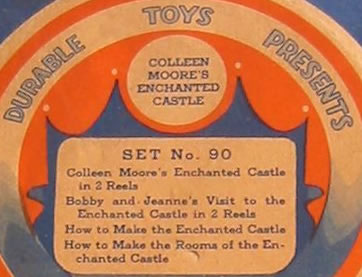 DURABLE TOYS PRESENTS
COLLEEN
MOORE'S
ENCHANTED
CASTLE
SET No. 90
Colleen Moore's Enchanted Castle
in 2 Reels
Bobby and Jeanne's Visit to the
Enchanted Castle in 2 Reels
How to Make the Enchanted Castle
How to Make the Rooms of the En-
chanted Castle